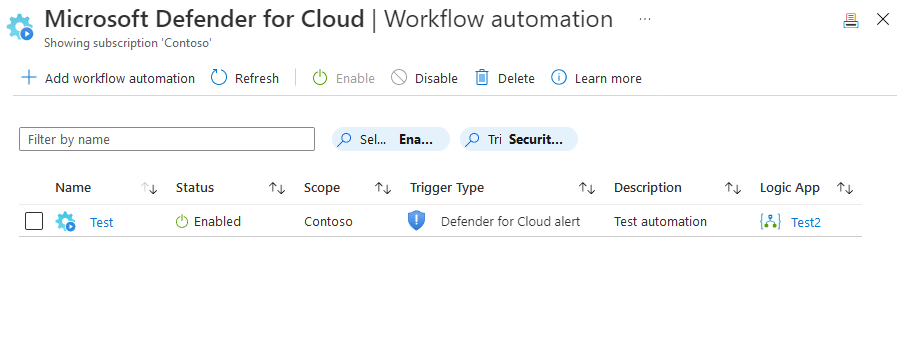 Microsoft Defender for Cloud | Workflow automation ...
Showing subscription 'Contoso'
Add workflow automation Refresh Enable Disable Delete Learn more
Filter by name Sel... Ena... Tri Securit...
Name Status Scope Trigger Type Description Logic App
Test Enabled Contoso Defender for Cloud alert Test automation Test2